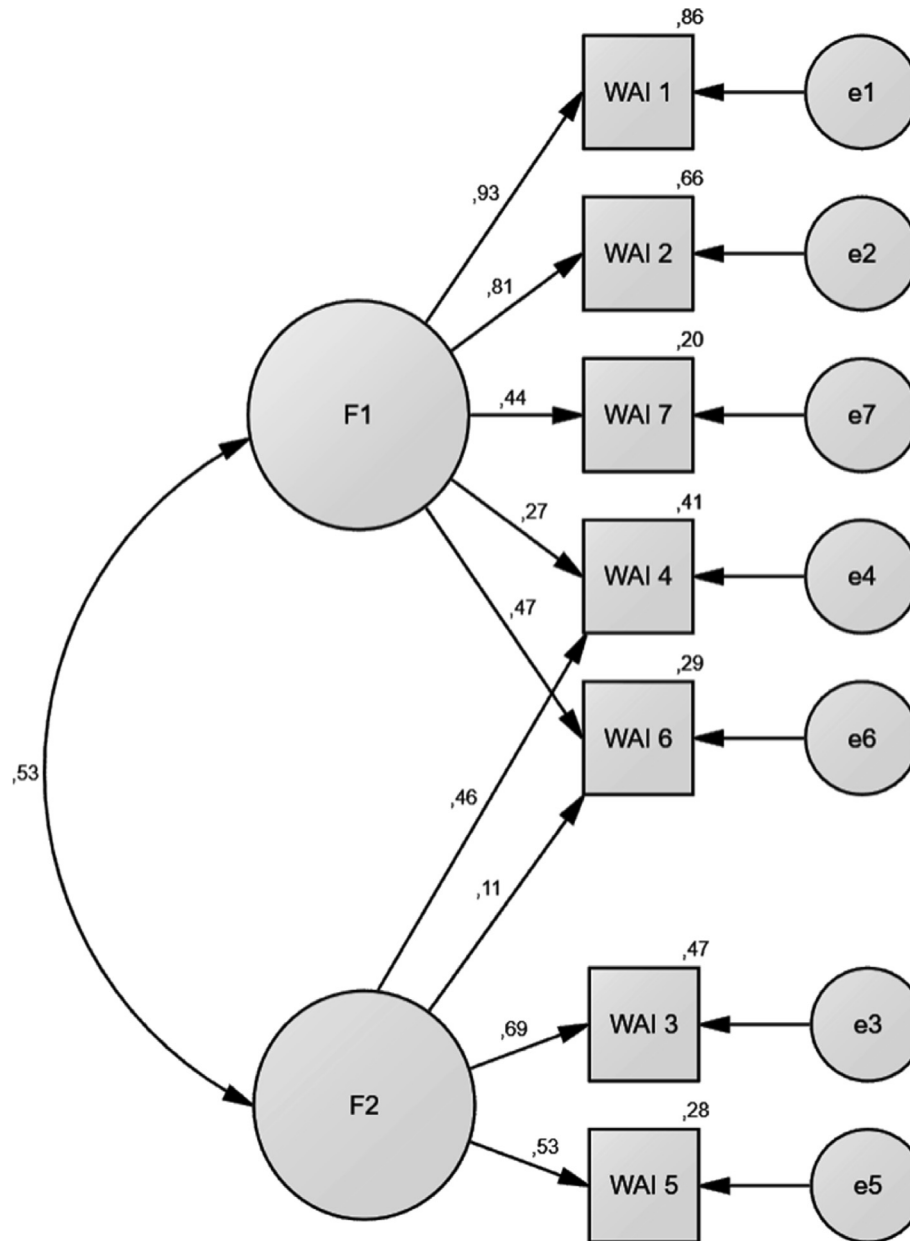 ,86
WAI 1
e1
,93
,66
WAI 2
e2
,81
,20
WAI 7
e7
,44
F1
,41
WAI 4
e4
,27
,29
WAI 6
e6
,47
,53
,46
,11
,47
WAI 3
e3
,69
F2
,28
WAI 5
e5
,53